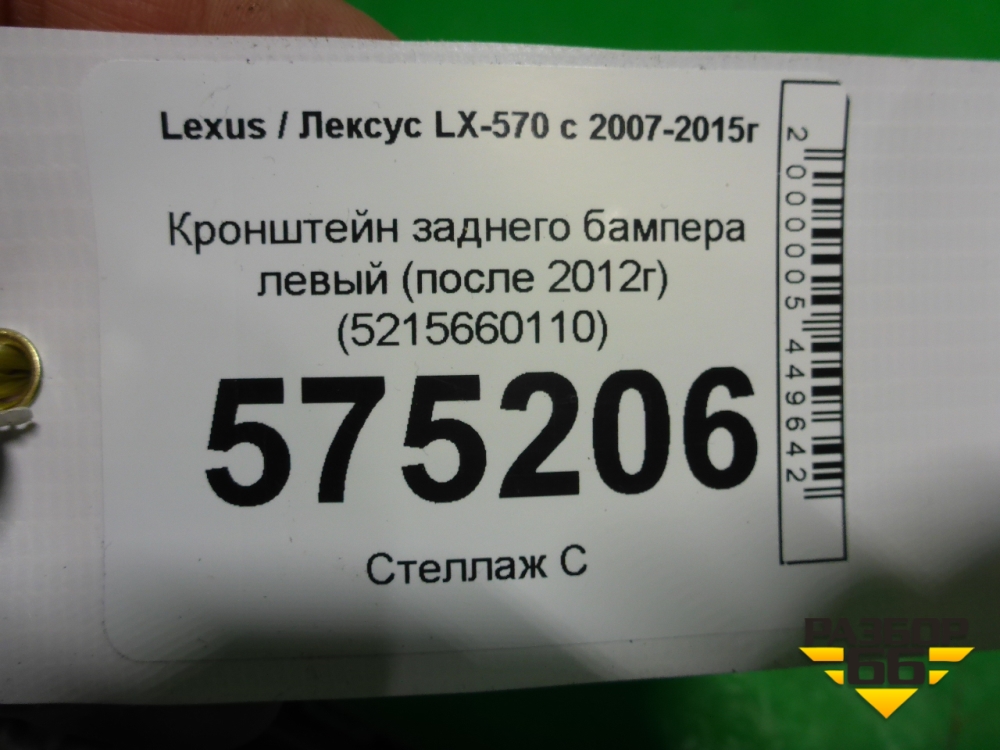 Lexus / Лексус LX-570 с 2007-2015г
Кронштейн заднего бампера
левый (после 2012г)
(5215660110)
575206
Стеллаж С
2000005449642
РАЗБОР
66